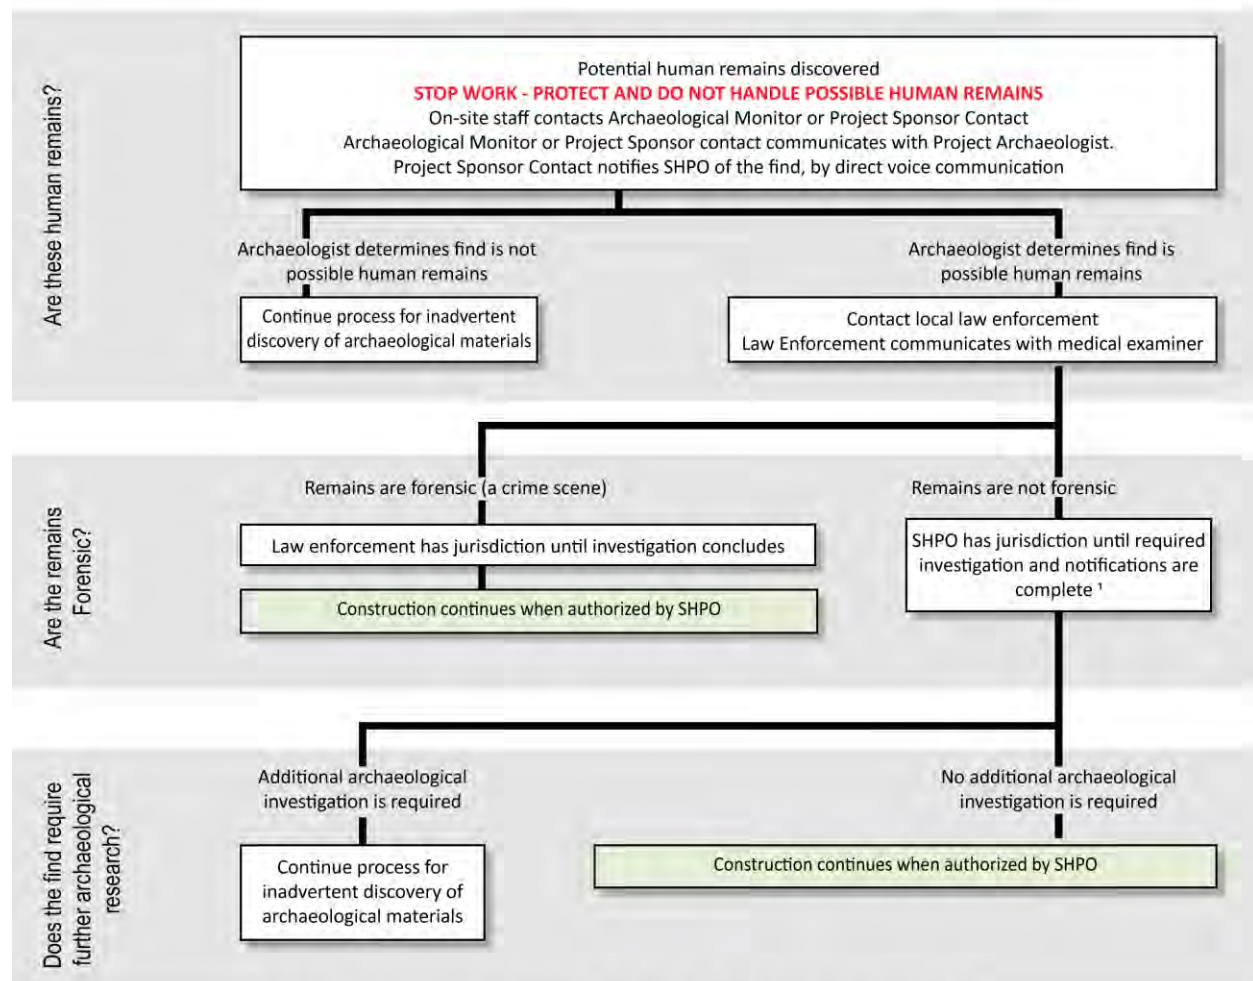 Are these human remains?
Potential human remains discovered
STOP WORK - PROTECT AND DO NOT HANDLE POSSIBLE HUMAN REMAINS
On-site staff contacts Archaeological Monitor or Project Sponsor Contact
Archaeological Monitor or Project Sponsor contact communicates with Project Archaeologist.
Project Sponsor Contact notifies SHPO of the find, by direct voice communication
Archaeologist determines find is not
possible human remains
Continue process for inadvertent
discovery of archaeological materials
Archaeologist determines find is
possible human remains
Contact local law enforcement
Law Enforcement communicates with medical examiner
Are the remains
Forensic?
Remains are forensic (a crime scene)
Law enforcement has jurisdiction until investigation concludes
Construction continues when authorized by SHPO
Remains are not forensic
SHPO has jurisdiction until required
investigation and notifications are
complete ¹
Does the find require
further archaeological
research?
Additional archaeological
investigation is required
Continue process for
inadvertent discovery of
archaeological materials
No additional archaeological
investigation is required
Construction continues when authorized by SHPO